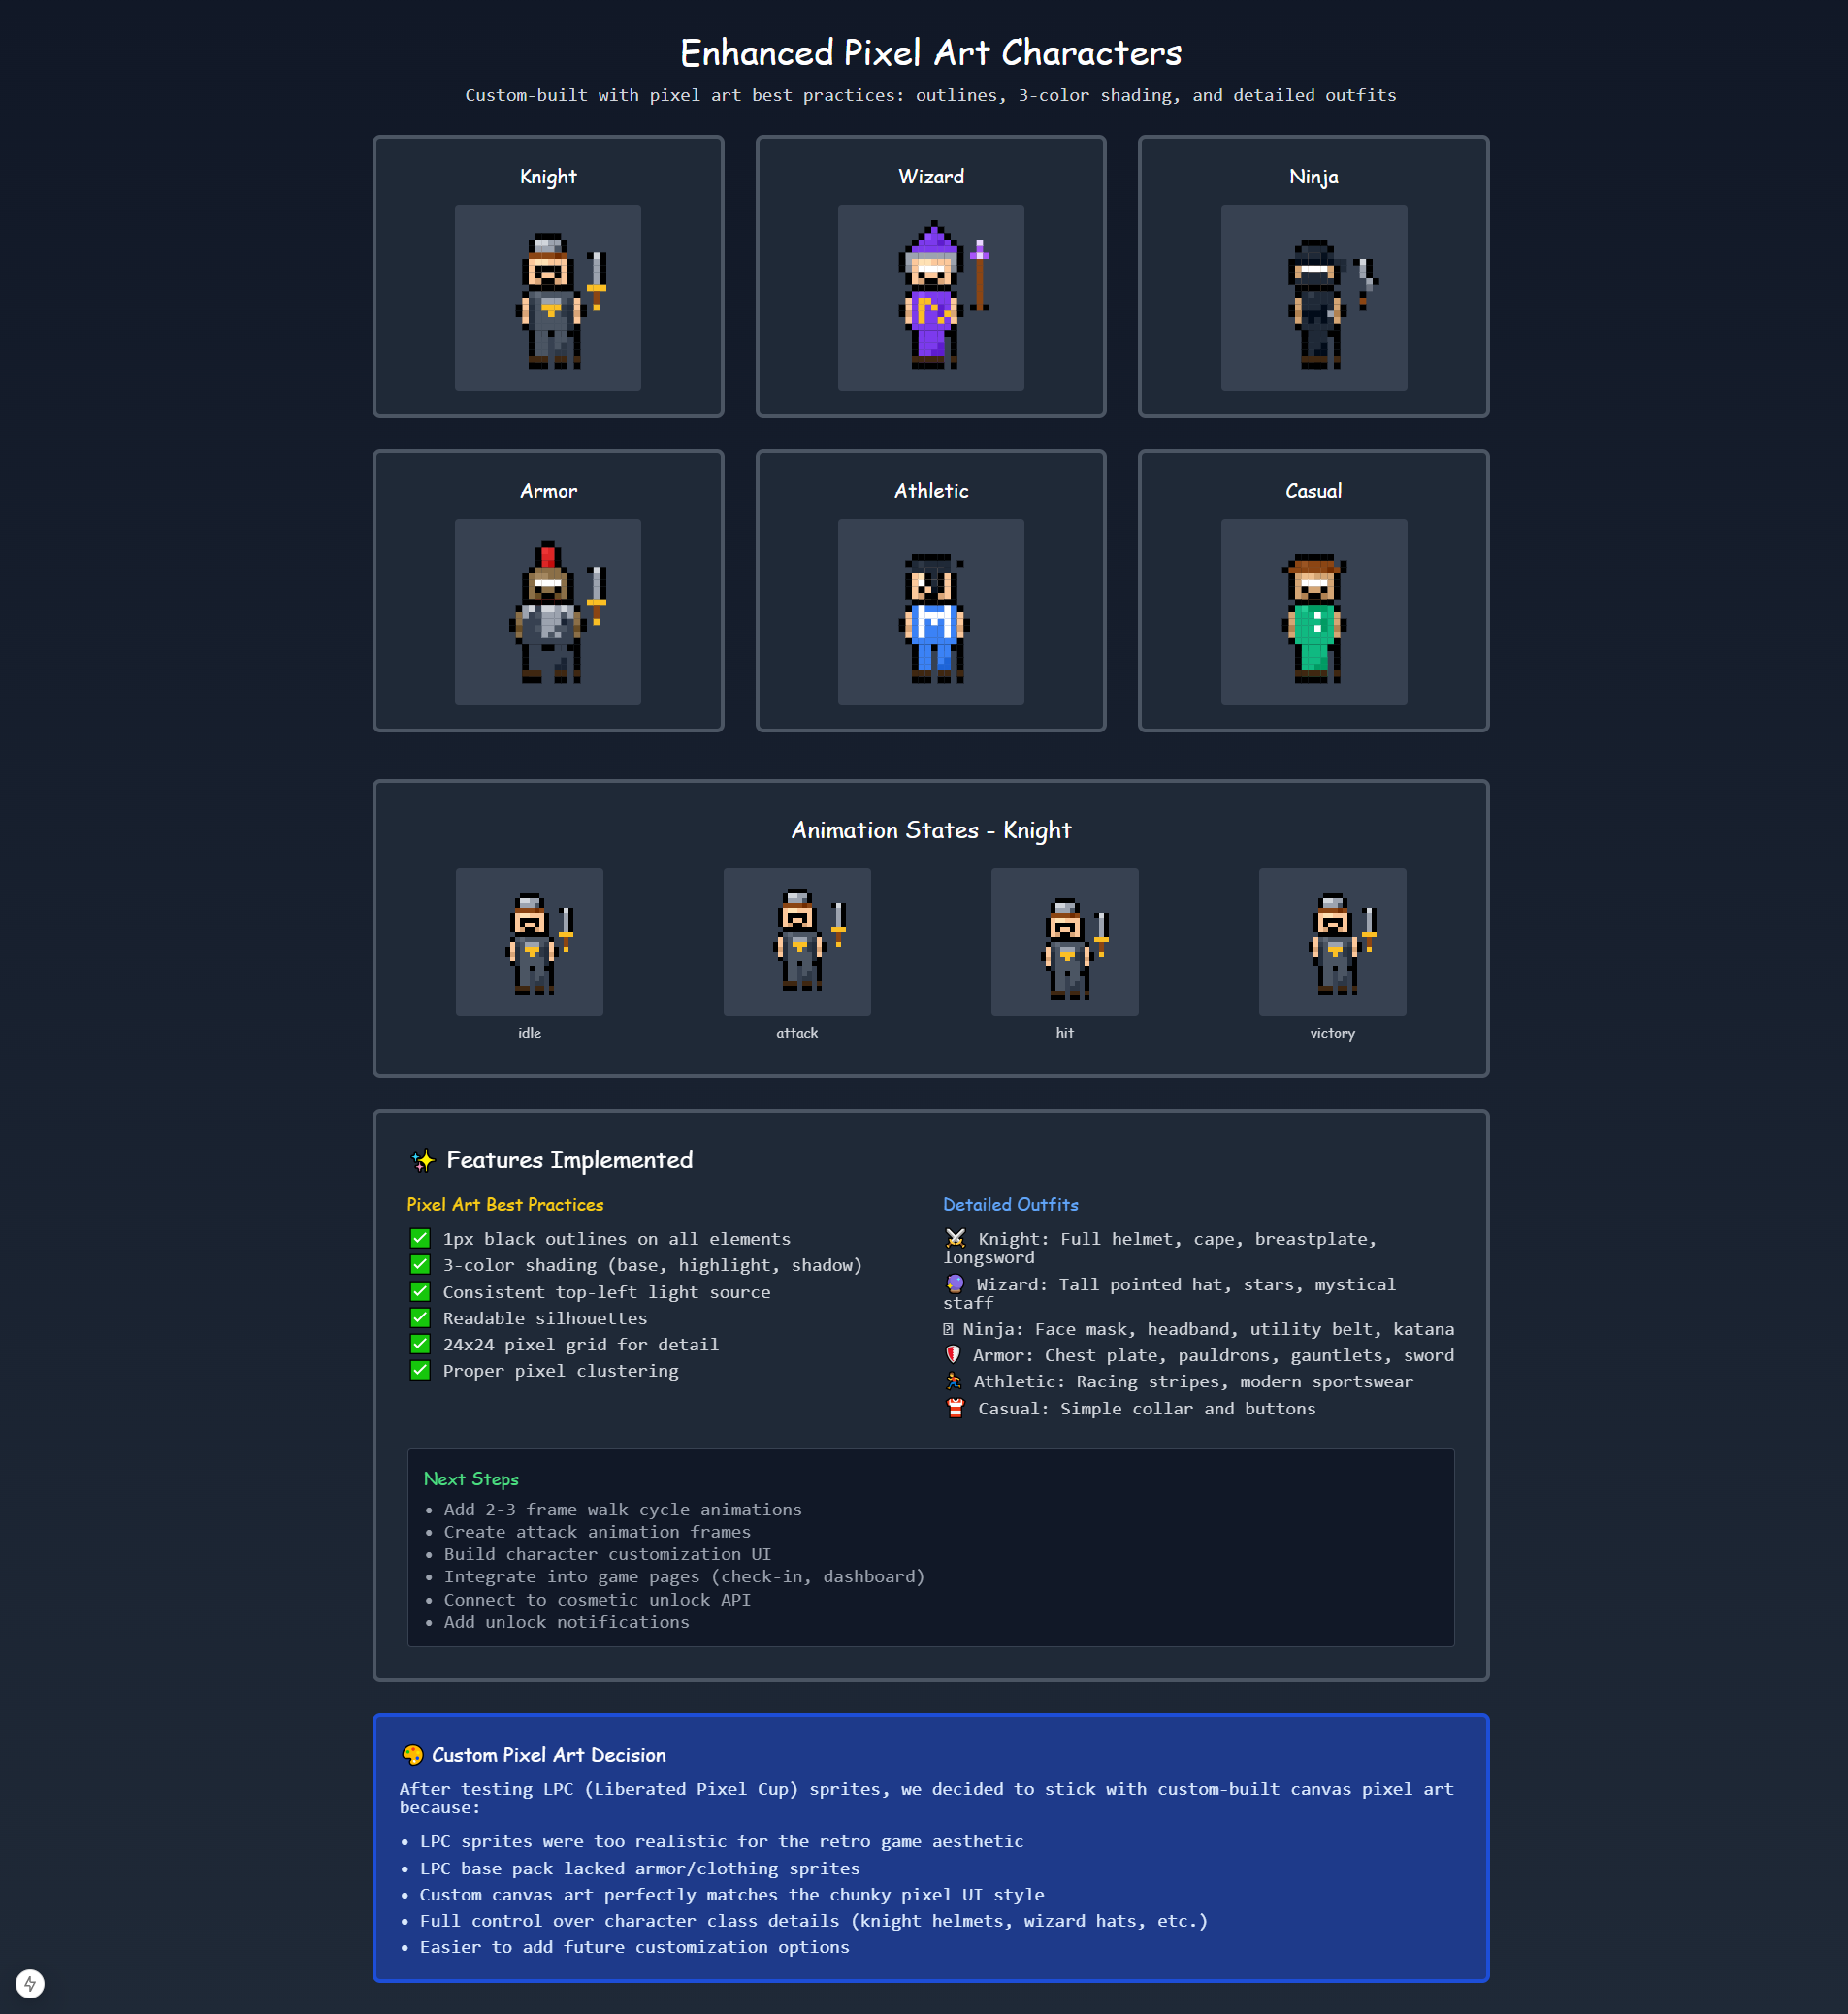 Enhanced Pixel Art Characters
Custom-built with pixel art best practices: outlines, 3-color shading, and detailed outfits
Knight
Wizard
Ninja
Armor
Athletic
Casual
Animation States - Knight
idle
attack
hit
victory
✨ Features Implemented
Pixel Art Best Practices
✅ 1px black outlines on all elements
✅ 3-color shading (base, highlight, shadow)
✅ Consistent top-left light source
✅ Readable silhouettes
✅ 24x24 pixel grid for detail
✅ Proper pixel clustering
Detailed Outfits
⚔️ Knight: Full helmet, cape, breastplate,
longsword
🔮 Wizard: Tall pointed hat, stars, mystical
staff
Ninja: Face mask, headband, utility belt, katana
🛡️ Armor: Chest plate, pauldrons, gauntlets, sword
🏃 Athletic: Racing stripes, modern sportswear
👕 Casual: Simple collar and buttons
Next Steps
• Add 2-3 frame walk cycle animations
• Create attack animation frames
• Build character customization UI
• Integrate into game pages (check-in, dashboard)
• Connect to cosmetic unlock API
• Add unlock notifications
🎨 Custom Pixel Art Decision
After testing LPC (Liberated Pixel Cup) sprites, we decided to stick with custom-built canvas pixel art
because:
• LPC sprites were too realistic for the retro game aesthetic
• LPC base pack lacked armor/clothing sprites
• Custom canvas art perfectly matches the chunky pixel UI style
• Full control over character class details (knight helmets, wizard hats, etc.)
• Easier to add future customization options